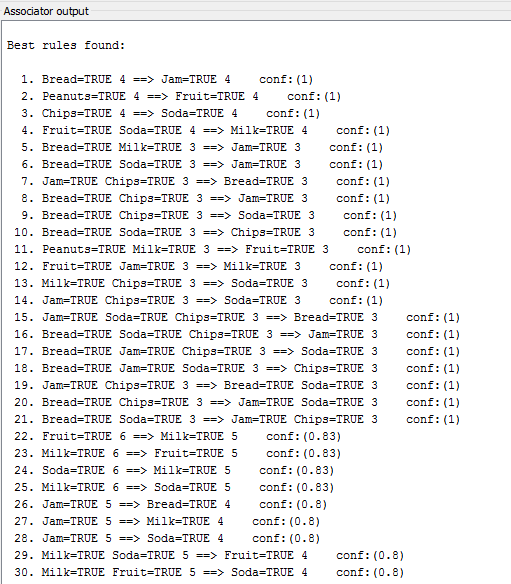 Associator output
Best rules found:
1. Bread=TRUE 4 ==> Jam=TRUE 4    conf:(1)
2. Peanuts=TRUE 4 ==> Fruit=TRUE 4    conf:(1)
3. Chips=TRUE 4 ==> Soda=TRUE 4    conf:(1)
4. Fruit=TRUE Soda=TRUE 4 ==> Milk=TRUE 4    conf:(1)
5. Bread=TRUE Milk=TRUE 3 ==> Jam=TRUE 3    conf:(1)
6. Bread=TRUE Soda=TRUE 3 ==> Jam=TRUE 3    conf:(1)
7. Jam=TRUE Chips=TRUE 3 ==> Bread=TRUE 3    conf:(1)
8. Bread=TRUE Chips=TRUE 3 ==> Jam=TRUE 3    conf:(1)
9. Bread=TRUE Chips=TRUE 3 ==> Soda=TRUE 3    conf:(1)
10. Bread=TRUE Soda=TRUE 3 ==> Chips=TRUE 3    conf:(1)
11. Peanuts=TRUE Milk=TRUE 3 ==> Fruit=TRUE 3    conf:(1)
12. Fruit=TRUE Jam=TRUE 3 ==> Milk=TRUE 3    conf:(1)
13. Milk=TRUE Chips=TRUE 3 ==> Soda=TRUE 3    conf:(1)
14. Jam=TRUE Chips=TRUE 3 ==> Soda=TRUE 3    conf:(1)
15. Jam=TRUE Soda=TRUE Chips=TRUE 3 ==> Bread=TRUE 3    conf:(1)
16. Bread=TRUE Soda=TRUE Chips=TRUE 3 ==> Jam=TRUE 3    conf:(1)
17. Bread=TRUE Jam=TRUE Chips=TRUE 3 ==> Soda=TRUE 3    conf:(1)
18. Bread=TRUE Jam=TRUE Soda=TRUE 3 ==> Chips=TRUE 3    conf:(1)
19. Jam=TRUE Chips=TRUE 3 ==> Bread=TRUE Soda=TRUE 3    conf:(1)
20. Bread=TRUE Chips=TRUE 3 ==> Jam=TRUE Soda=TRUE 3    conf:(1)
21. Bread=TRUE Soda=TRUE 3 ==> Jam=TRUE Chips=TRUE 3    conf:(1)
22. Fruit=TRUE 6 ==> Milk=TRUE 5    conf:(0.83)
23. Milk=TRUE 6 ==> Fruit=TRUE 5    conf:(0.83)
24. Soda=TRUE 6 ==> Milk=TRUE 5    conf:(0.83)
25. Milk=TRUE 6 ==> Soda=TRUE 5    conf:(0.83)
26. Jam=TRUE 5 ==> Bread=TRUE 4    conf:(0.8)
27. Jam=TRUE 5 ==> Milk=TRUE 4    conf:(0.8)
28. Jam=TRUE 5 ==> Soda=TRUE 4    conf:(0.8)
29. Milk=TRUE Soda=TRUE 5 ==> Fruit=TRUE 4    conf:(0.8)
30. Milk=TRUE Fruit=TRUE 5 ==> Soda=TRUE 4    conf:(0.8)